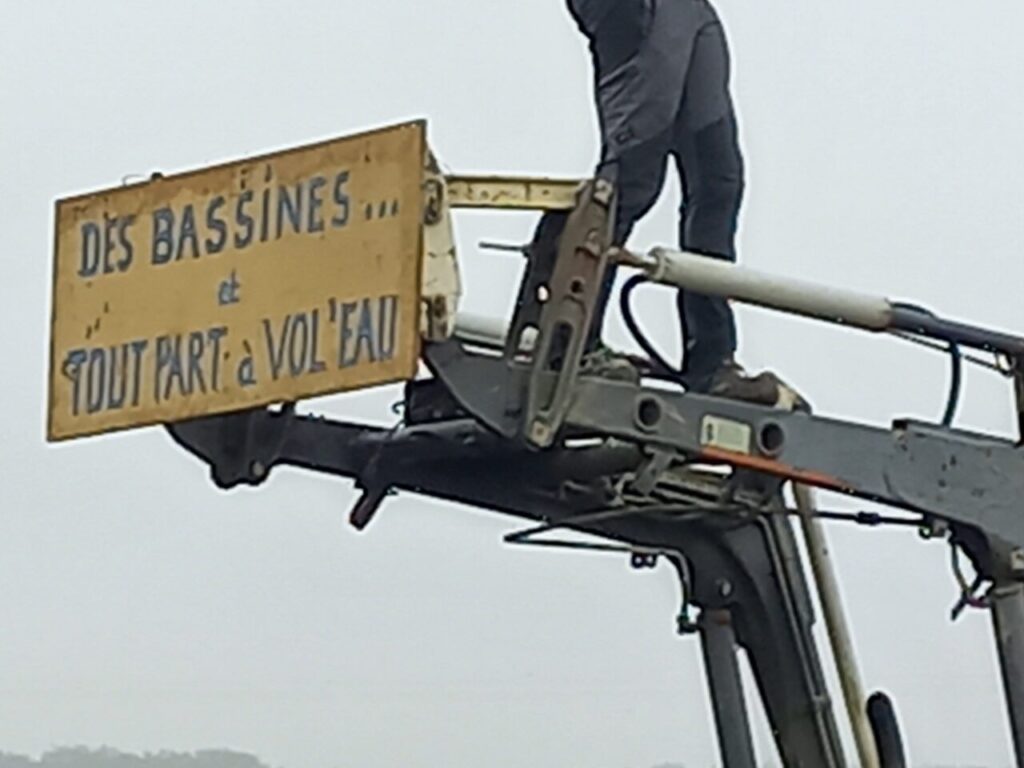 DES BASSINES...
et
TOUT PART à VOL'EAU